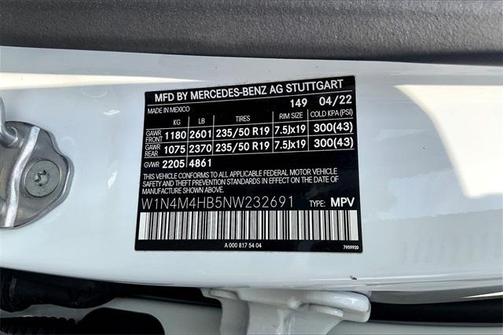 MFD BY MERCEDES-BENZ AG STUTTGART
MADE IN MEXICO 149 04/22
KG LB TIRES RIM SIZE COLD KPA (PSI)
GAWR FRONT 1180 2601 235/50 R19 7.5Jx19 300(43)
GAWR REAR 1075 2370 235/50 R19 7.5Jx19 300(43)
GVWR 2205 4861
THIS VEHICLE CONFORMS TO ALL APPLICABLE FEDERAL MOTOR VEHICLE
SAFETY STANDARDS IN EFFECT ON THE DATE OF
MANUFACTURE SHOWN ABOVE.
W1N4M4HB5NW232691 TYPE: MPV
A 000 817 54 04